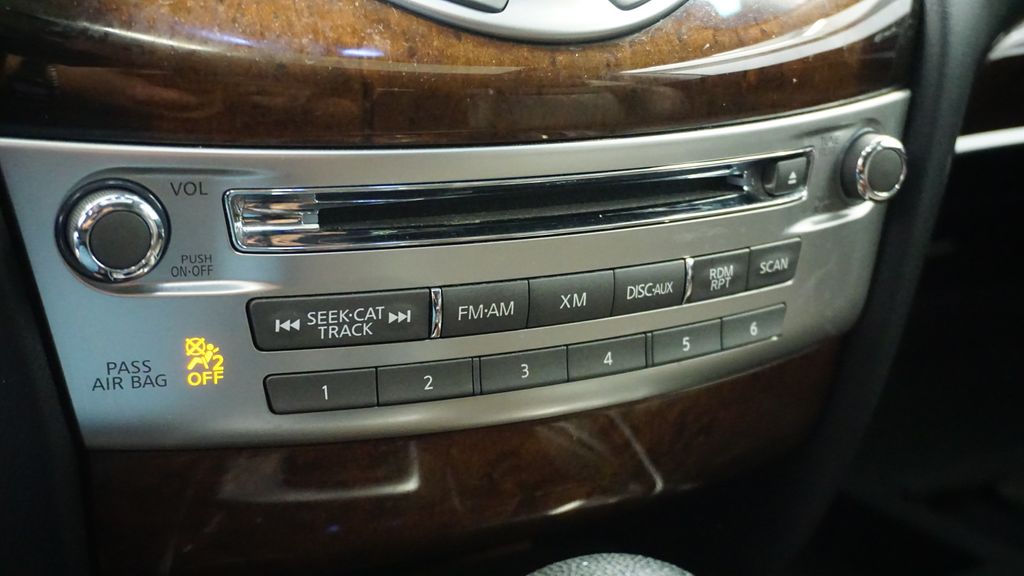 VOL
PUSH
ON·OFF
SEEK·CAT
TRACK
FM·AM
XM
DISC·AUX
RDM
RPT
SCAN
PASS
AIR BAG
2
OFF
1
2
3
4
5
6